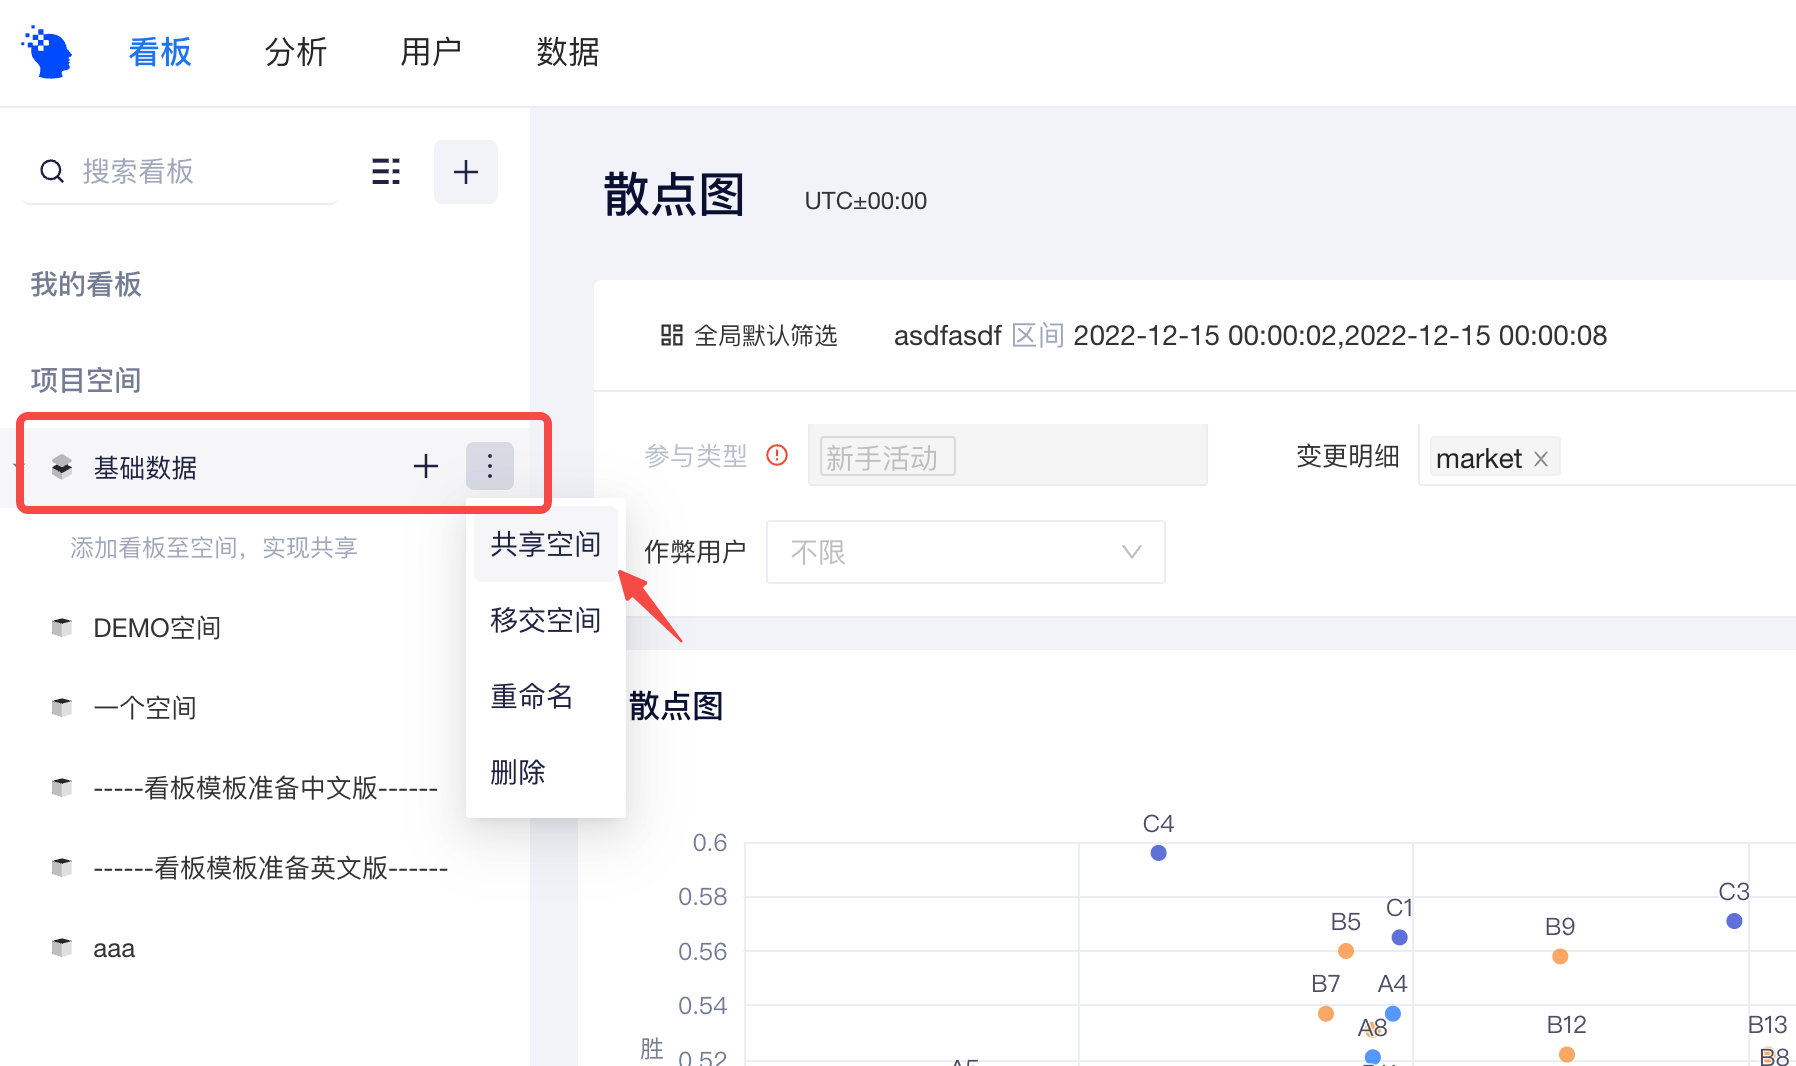 看板 分析 用户 数据
搜索看板
我的看板
项目空间
基础数据
添加看板至空间，实现共享
DEMO空间
一个空间
-----看板模板准备中文版------
------看板模板准备英文版------
aaa
共享空间
移交空间
重命名
删除
散点图 UTC±00:00
全局默认筛选 asdfasdf 区间 2022-12-15 00:00:02,2022-12-15 00:00:08
参与类型 新手活动 变更明细 market
作弊用户 不限
散点图
0.6
0.58
0.56
0.54
0.52
胜
C4
C3
C1
B5
B9
B7
A4
A8
B12
B13
B8
A5